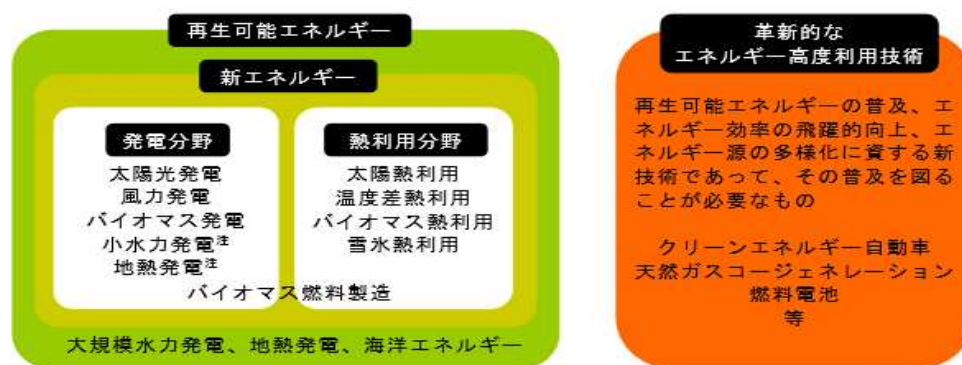 再生可能エネルギー
新エネルギー
発電分野
太陽光発電
風力発電
バイオマス発電
小水力発電注
地熱発電注
熱利用分野
太陽熱利用
温度差熱利用
バイオマス熱利用
雪氷熱利用
バイオマス燃料製造
大規模水力発電、地熱発電、海洋エネルギー
革新的な
エネルギー高度利用技術
再生可能エネルギーの普及、エ
ネルギー効率の飛躍的向上、エ
ネルギー源の多様化に資する新
技術であって、その普及を図る
ことが必要なもの
クリーンエネルギー自動車
天然ガスコージェネレーション
燃料電池
等